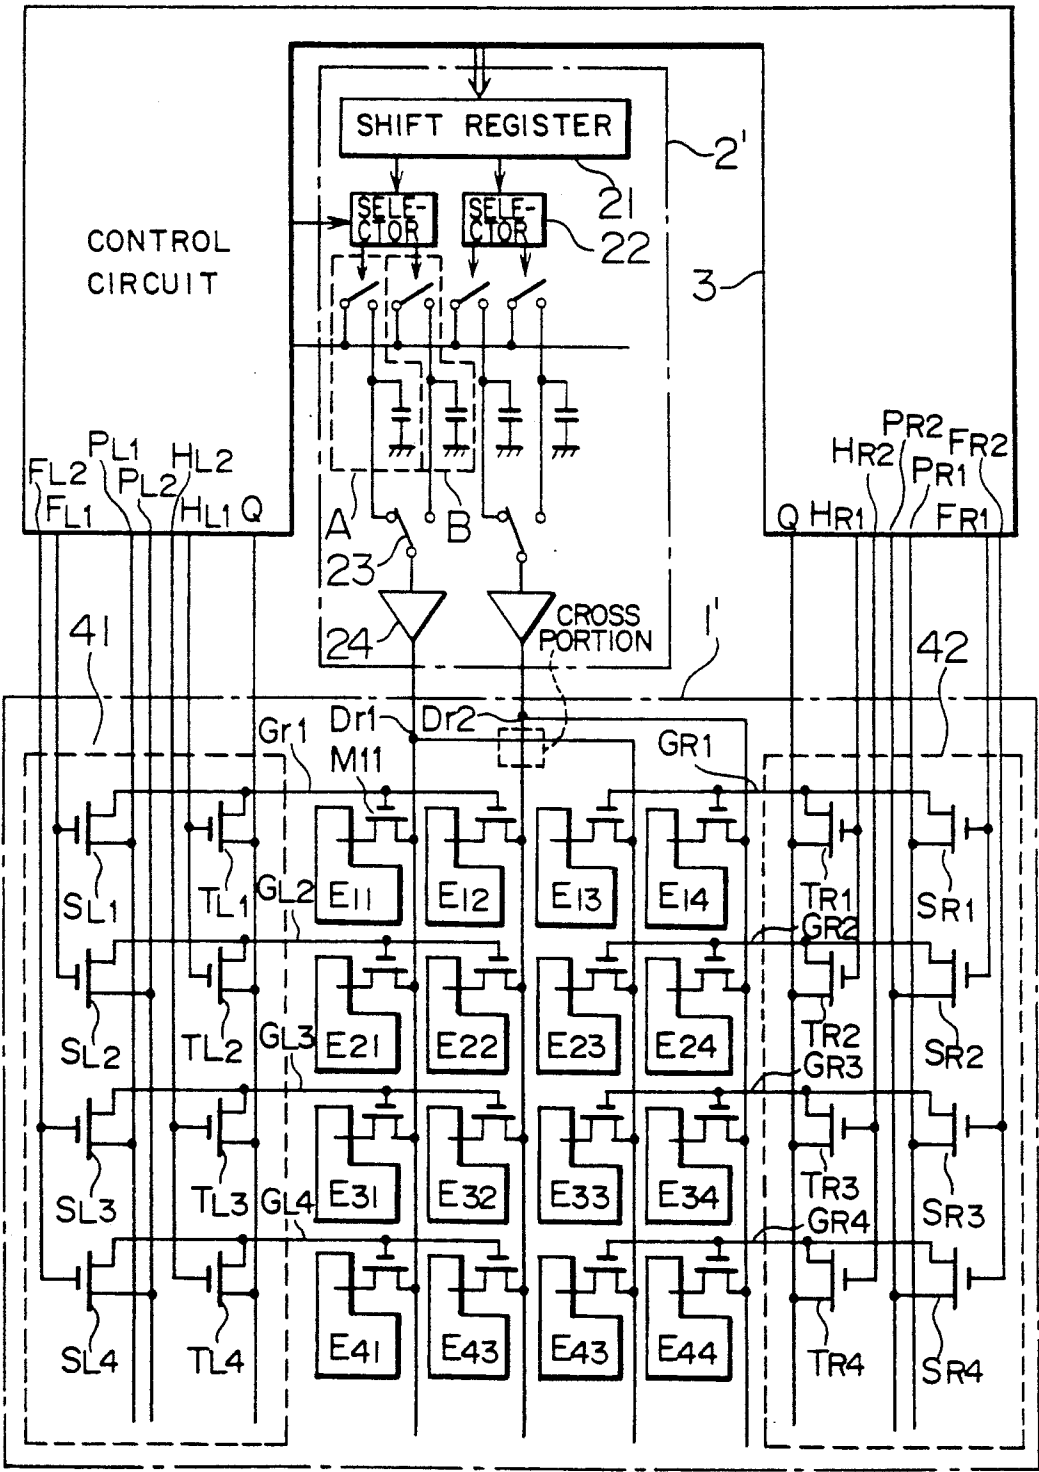 SHIFT REGISTER
2'
21
SELE-
CTOR
SELE-
CTOR
22
CONTROL
CIRCUIT
3
PL1
HL2
FL2
PL2
FL1
HL1
Q
A
B
23
PR2
HR2
FR2
PR1
Q
HR1
FR1
24
CROSS
PORTION
1'
41
42
Dr1
Dr2
Gr1
GR1
M11
E11
E12
E13
E14
SL1
TL1
TR1
SR1
GL2
GR2
E21
E22
E23
E24
SL2
TL2
TR2
SR2
GL3
GR3
E31
E32
E33
E34
SL3
TL3
TR3
SR3
GL4
GR4
E41
E43
E43
E44
SL4
TL4
TR4
SR4